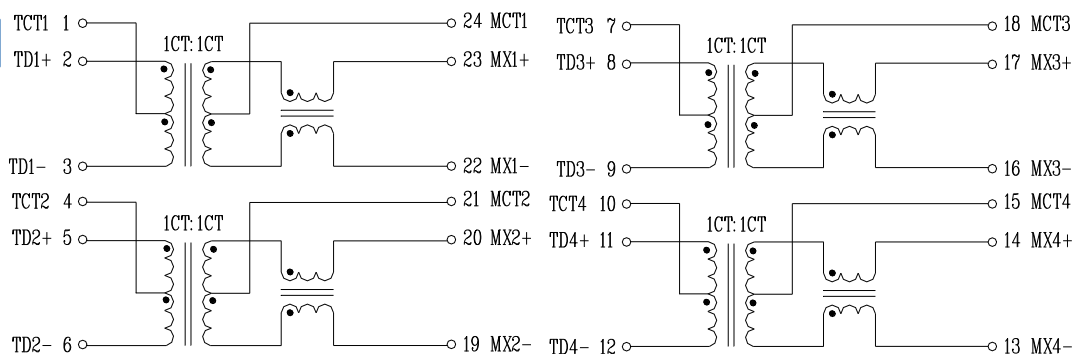 TCT1 1
24 MCT1
1CT: 1CT
TD1+ 2
23 MX1+
TD1- 3
22 MX1-
TCT2 4
21 MCT2
1CT: 1CT
TD2+ 5
20 MX2+
TD2- 6
19 MX2-
TCT3 7
18 MCT3
1CT: 1CT
TD3+ 8
17 MX3+
TD3- 9
16 MX3-
TCT4 10
15 MCT4
1CT: 1CT
TD4+ 11
14 MX4+
TD4- 12
13 MX4-